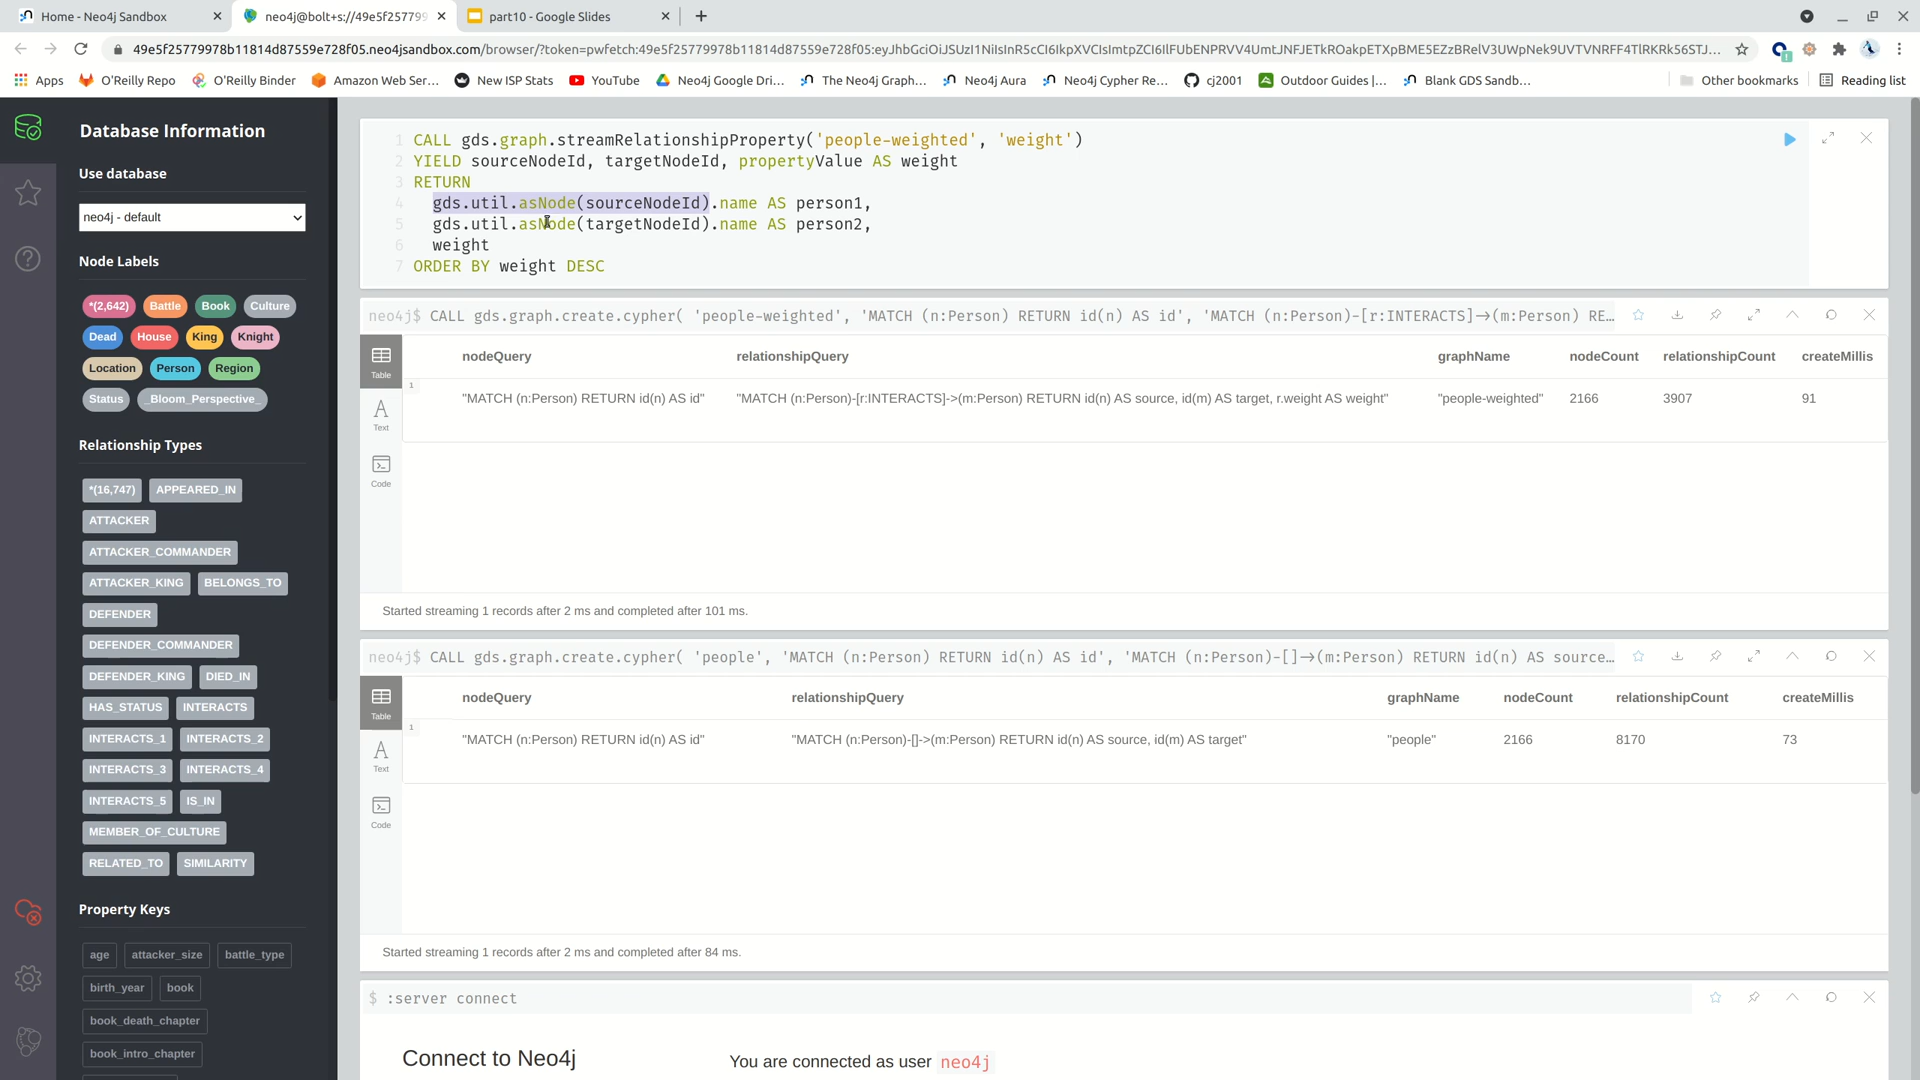 Home - Neo4j Sandbox
neo4j@bolt+s://49e5f257799
part10 - Google Slides
49e5f25779978b11814d87559e728f05.neo4jsandbox.com/browser/?token=pwfetch:49e5f25779978b11814d87559e728f05:
Apps
O'Reilly Repo
O'Reilly Binder
Amazon Web Ser...
New ISP Stats
YouTube
Neo4j Google Dri...
The Neo4j Graph...
Neo4j Aura
Neo4j Cypher Re...
cj2001
Outdoor Guides |...
Blank GDS Sandb...
Other bookmarks
Reading list
Database Information
Use database
neo4j - default
Node Labels
*(2,642) Battle Book Culture
Dead House King Knight
Location Person Region
Status _Bloom_Perspective_
Relationship Types
*(16,747) APPEARED_IN
ATTACKER
ATTACKER_COMMANDER
ATTACKER_KING BELONGS_TO
DEFENDER
DEFENDER_COMMANDER
DEFENDER_KING DIED_IN
HAS_STATUS INTERACTS
INTERACTS_1 INTERACTS_2
INTERACTS_3 INTERACTS_4
INTERACTS_5 IS_IN
MEMBER_OF_CULTURE
RELATED_TO SIMILARITY
Property Keys
age attacker_size battle_type
birth_year book
book_death_chapter
book_intro_chapter
1 CALL gds.graph.streamRelationshipProperty('people-weighted', 'weight')
2 YIELD sourceNodeId, targetNodeId, propertyValue AS weight
3 RETURN
4 gds.util.asNode(sourceNodeId).name AS person1,
5 gds.util.asNode(targetNodeId).name AS person2,
6 weight
7 ORDER BY weight DESC
neo4j$ CALL gds.graph.create.cypher( 'people-weighted', 'MATCH (n:Person) RETURN id(n) AS id', 'MATCH (n:Person)-[r:INTERACTS]->(m:Person) RE...
Table
Text
Code
nodeQuery relationshipQuery graphName nodeCount relationshipCount createMillis
1
"MATCH (n:Person) RETURN id(n) AS id" "MATCH (n:Person)-[r:INTERACTS]->(m:Person) RETURN id(n) AS source, id(m) AS target, r.weight AS weight" "people-weighted" 2166 3907 91
Started streaming 1 records after 2 ms and completed after 101 ms.
neo4j$ CALL gds.graph.create.cypher( 'people', 'MATCH (n:Person) RETURN id(n) AS id', 'MATCH (n:Person)-[]->(m:Person) RETURN id(n) AS source...
Table
Text
Code
nodeQuery relationshipQuery graphName nodeCount relationshipCount createMillis
1
"MATCH (n:Person) RETURN id(n) AS id" "MATCH (n:Person)-[]->(m:Person) RETURN id(n) AS source, id(m) AS target" "people" 2166 8170 73
Started streaming 1 records after 2 ms and completed after 84 ms.
$ :server connect
Connect to Neo4j
You are connected as user neo4j